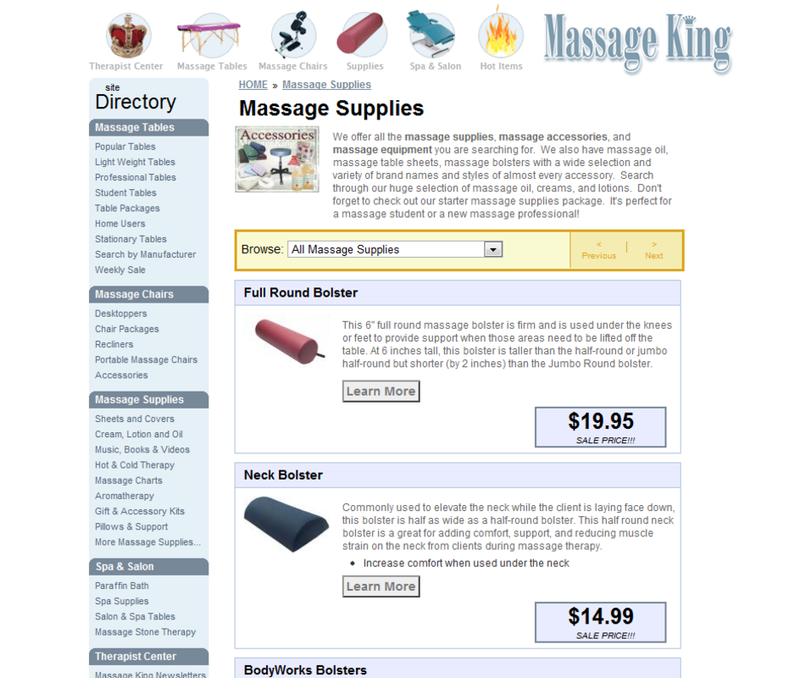 Therapist Center
Massage Tables
Massage Chairs
Supplies
Spa & Salon
Hot Items
Massage King
site
Directory
Massage Tables
Popular Tables
Light Weight Tables
Professional Tables
Student Tables
Table Packages
Home Users
Stationary Tables
Search by Manufacturer
Weekly Sale
Massage Chairs
Desktoppers
Chair Packages
Recliners
Portable Massage Chairs
Accessories
Massage Supplies
Sheets and Covers
Cream, Lotion and Oil
Music, Books & Videos
Hot & Cold Therapy
Massage Charts
Aromatherapy
Gift & Accessory Kits
Pillows & Support
More Massage Supplies...
Spa & Salon
Paraffin Bath
Spa Supplies
Salon & Spa Tables
Massage Stone Therapy
Therapist Center
Massage King Newsletters
HOME » Massage Supplies
Massage Supplies
Accessories
We offer all the massage supplies, massage accessories, and
massage equipment you are searching for. We also have massage oil,
massage table sheets, massage bolsters with a wide selection and
variety of brand names and styles of almost every accessory. Search
through our huge selection of massage oil, creams, and lotions. Don't
forget to check out our starter massage supplies package. It's perfect for
a massage student or a new massage professional!
Browse: All Massage Supplies
< Previous | > Next
Full Round Bolster
This 6" full round massage bolster is firm and is used under the knees
or feet to provide support when those areas need to be lifted off the
table. At 6 inches tall, this bolster is taller than the half-round or jumbo
half-round but shorter (by 2 inches) than the Jumbo Round bolster.
Learn More
$19.95
SALE PRICE!!!
Neck Bolster
Commonly used to elevate the neck while the client is laying face down,
this bolster is half as wide as a half-round bolster. This half round neck
bolster is a great for adding comfort, support, and reducing muscle
strain on the neck from clients during massage therapy.
• Increase comfort when used under the neck
Learn More
$14.99
SALE PRICE!!!
BodyWorks Bolsters